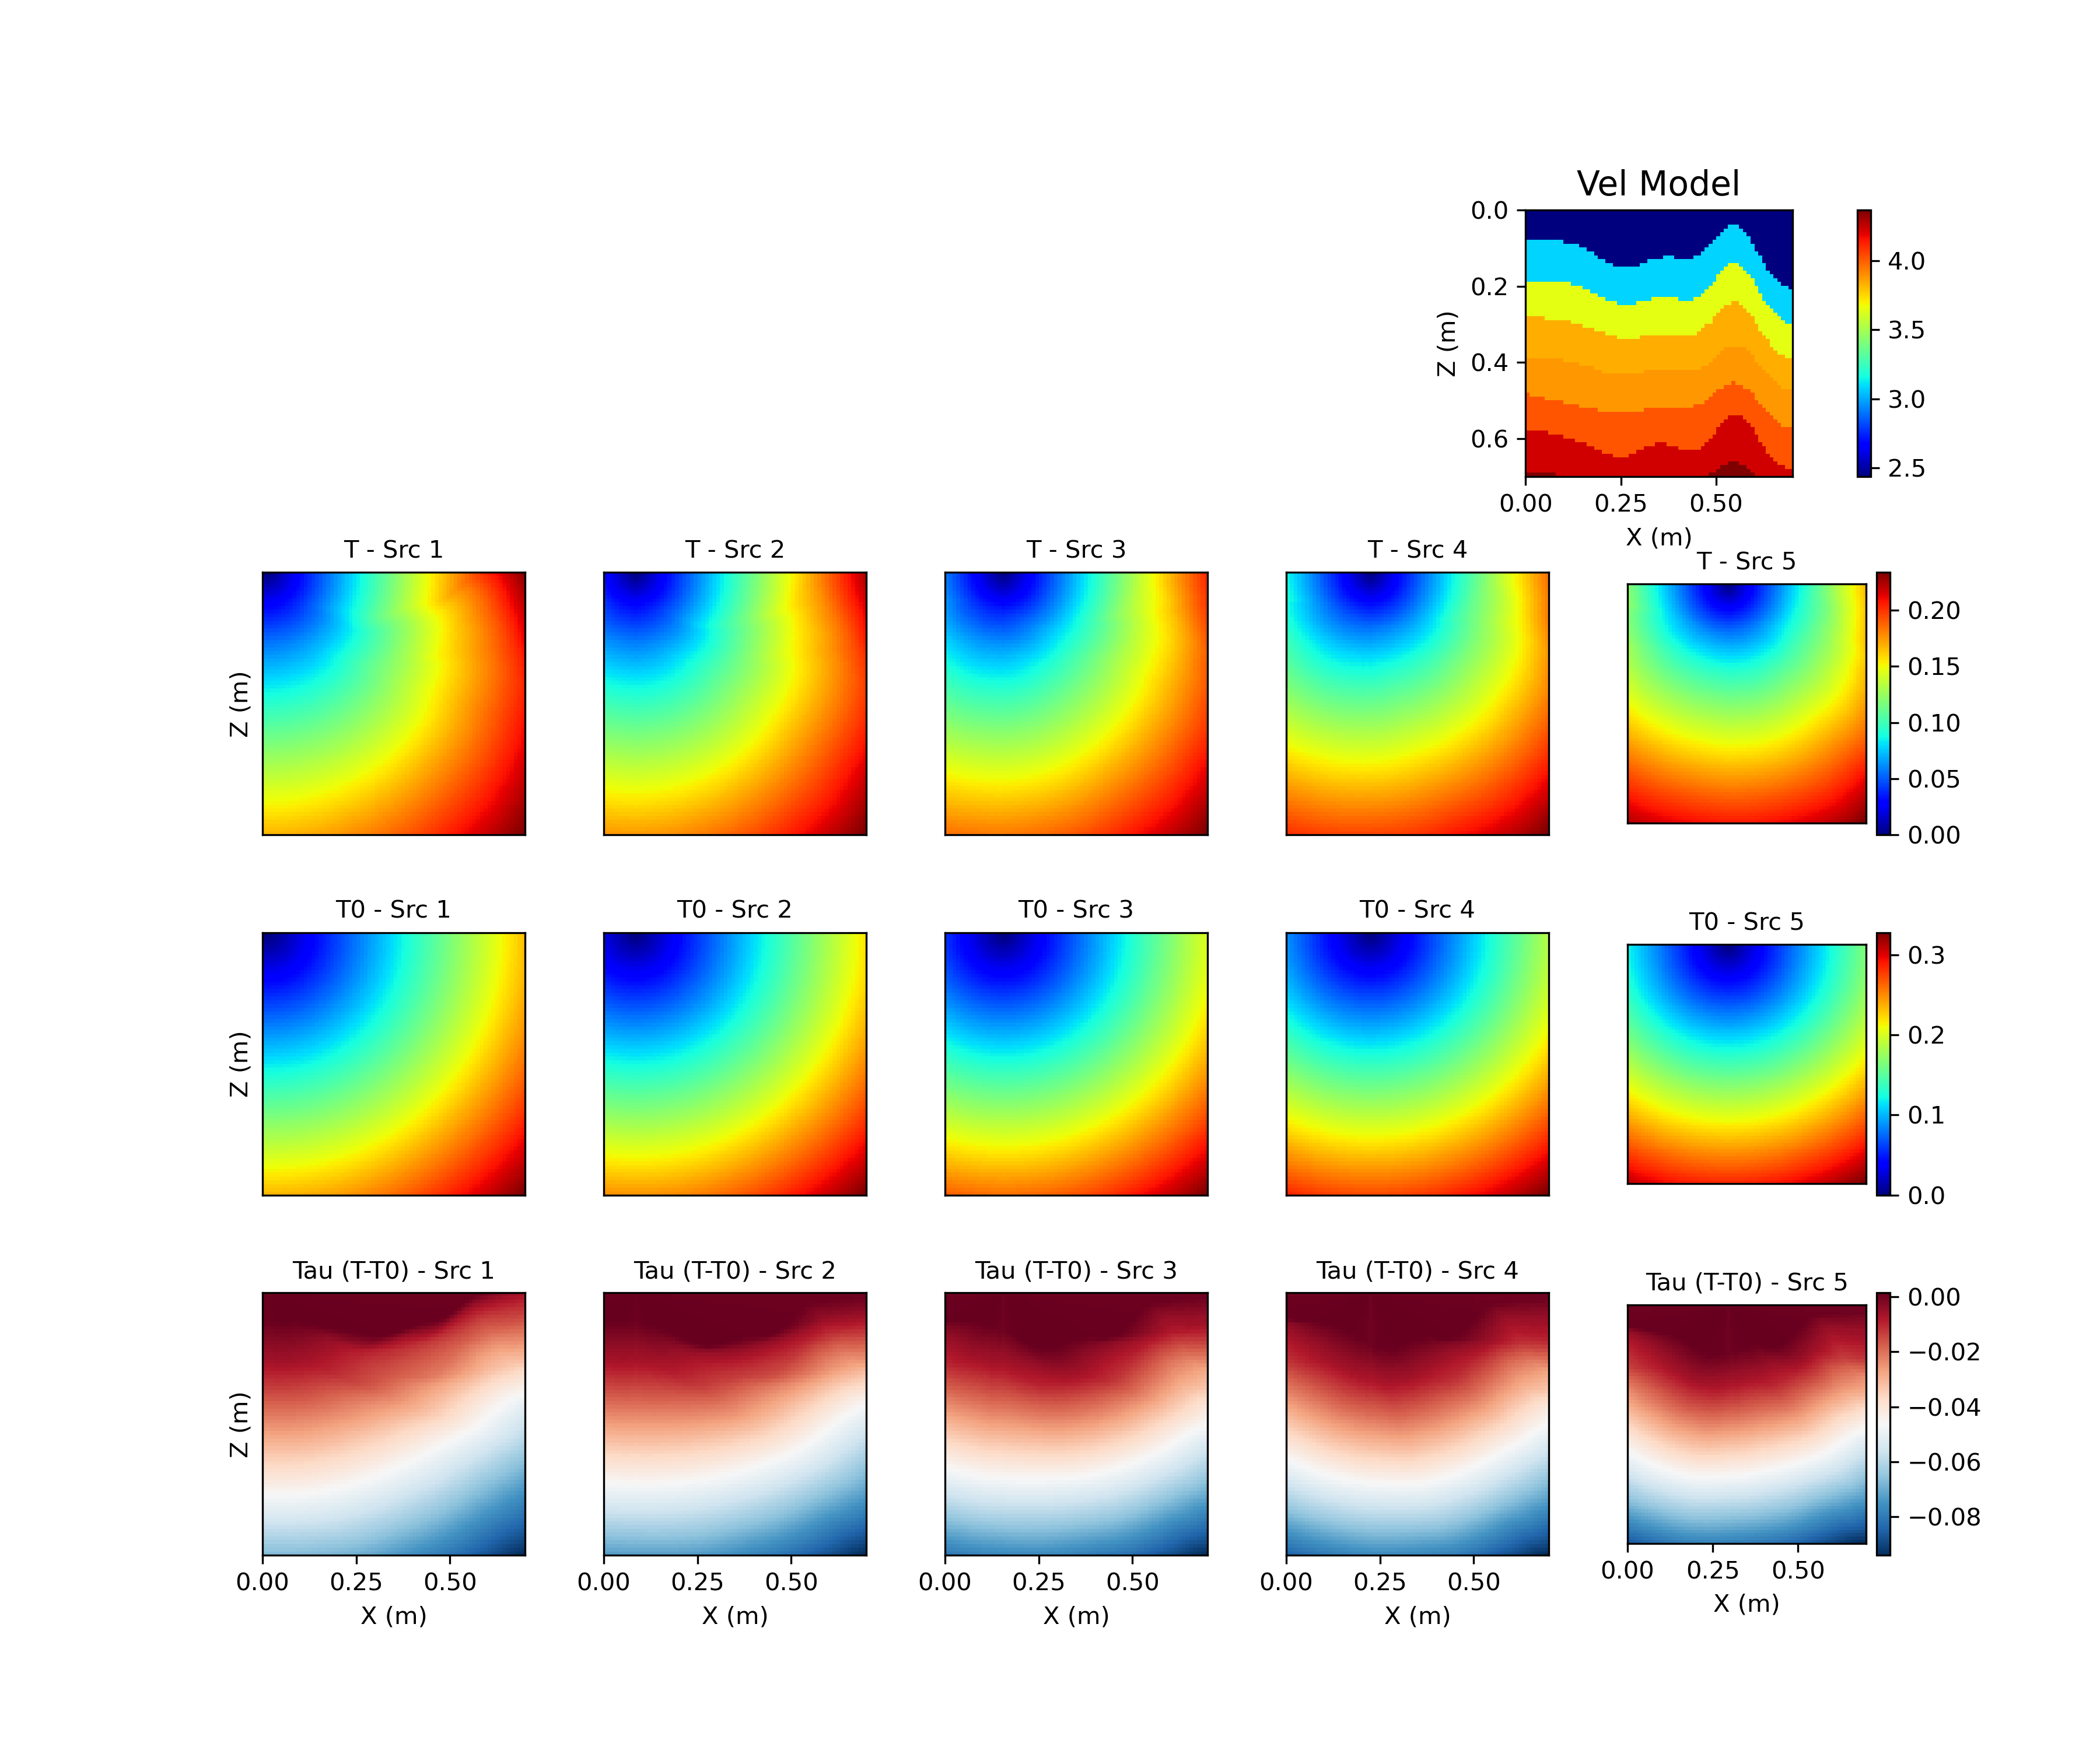 Vel Model
0.0
0.2
0.4
0.6
Z (m)
0.00 0.25 0.50
X (m)
4.0
3.5
3.0
2.5
T - Src 1 T - Src 2 T - Src 3 T - Src 4 T - Src 5
Z (m)
0.20
0.15
0.10
0.05
0.00
T0 - Src 1 T0 - Src 2 T0 - Src 3 T0 - Src 4 T0 - Src 5
Z (m)
0.3
0.2
0.1
0.0
Tau (T-T0) - Src 1 Tau (T-T0) - Src 2 Tau (T-T0) - Src 3 Tau (T-T0) - Src 4 Tau (T-T0) - Src 5
Z (m)
0.00
−0.02
−0.04
−0.06
−0.08
0.00 0.25 0.50 0.00 0.25 0.50 0.00 0.25 0.50 0.00 0.25 0.50 0.00 0.25 0.50
X (m) X (m) X (m) X (m) X (m)